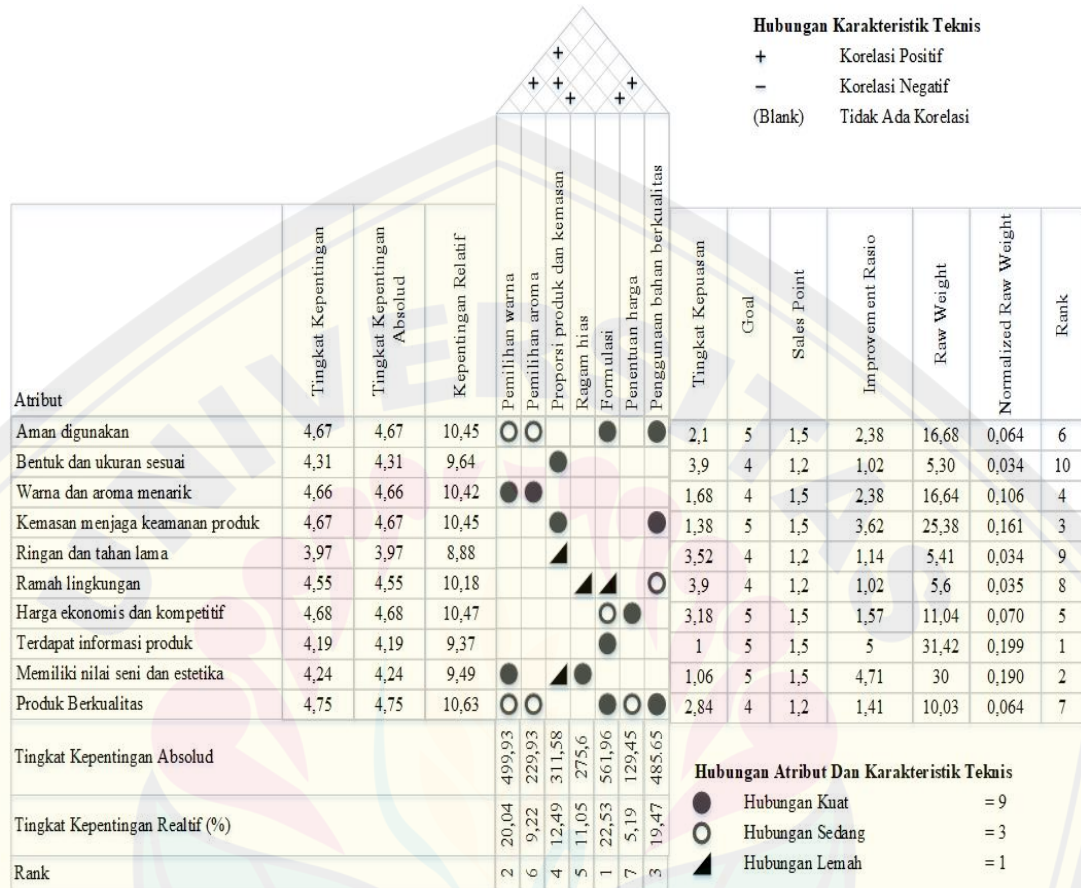 Hubungan Karakteristik Teknis
+ Korelasi Positif
− Korelasi Negatif
(Blank) Tidak Ada Korelasi
+
+ + +
+ +
Atribut Tingkat Kepentingan Tingkat Kepentingan Absolud Kepentingan Relatif Pemilihan warna Pemilihan aroma Proporsi produk dan kemasan Ragam hias Formulasi Penentuan harga Penggunaan bahan berkualitas Tingkat Kepuasan Goal Sales Point Improvement Rasio Raw Weight Normalized Raw Weight Rank
Aman digunakan 4,67 4,67 10,45 2,1 5 1,5 2,38 16,68 0,064 6
Bentuk dan ukuran sesuai 4,31 4,31 9,64 3,9 4 1,2 1,02 5,30 0,034 10
Warna dan aroma menarik 4,66 4,66 10,42 1,68 4 1,5 2,38 16,64 0,106 4
Kemasan menjaga keamanan produk 4,67 4,67 10,45 1,38 5 1,5 3,62 25,38 0,161 3
Ringan dan tahan lama 3,97 3,97 8,88 3,52 4 1,2 1,14 5,41 0,034 9
Ramah lingkungan 4,55 4,55 10,18 3,9 4 1,2 1,02 5,6 0,035 8
Harga ekonomis dan kompetitif 4,68 4,68 10,47 3,18 5 1,5 1,57 11,04 0,070 5
Terdapat informasi produk 4,19 4,19 9,37 1 5 1,5 5 31,42 0,199 1
Memiliki nilai seni dan estetika 4,24 4,24 9,49 1,06 5 1,5 4,71 30 0,190 2
Produk Berkualitas 4,75 4,75 10,63 2,84 4 1,2 1,41 10,03 0,064 7
Tingkat Kepentingan Absolud 499,93 229,93 311,58 275,6 561,96 129,45 485.65
Tingkat Kepentingan Realtif (%) 20,04 9,22 12,49 11,05 22,53 5,19 19,47
Rank 2 6 4 5 1 7 3
Hubungan Atribut Dan Karakteristik Teknis
Hubungan Kuat = 9
Hubungan Sedang = 3
Hubungan Lemah = 1
UNIVERSITAS